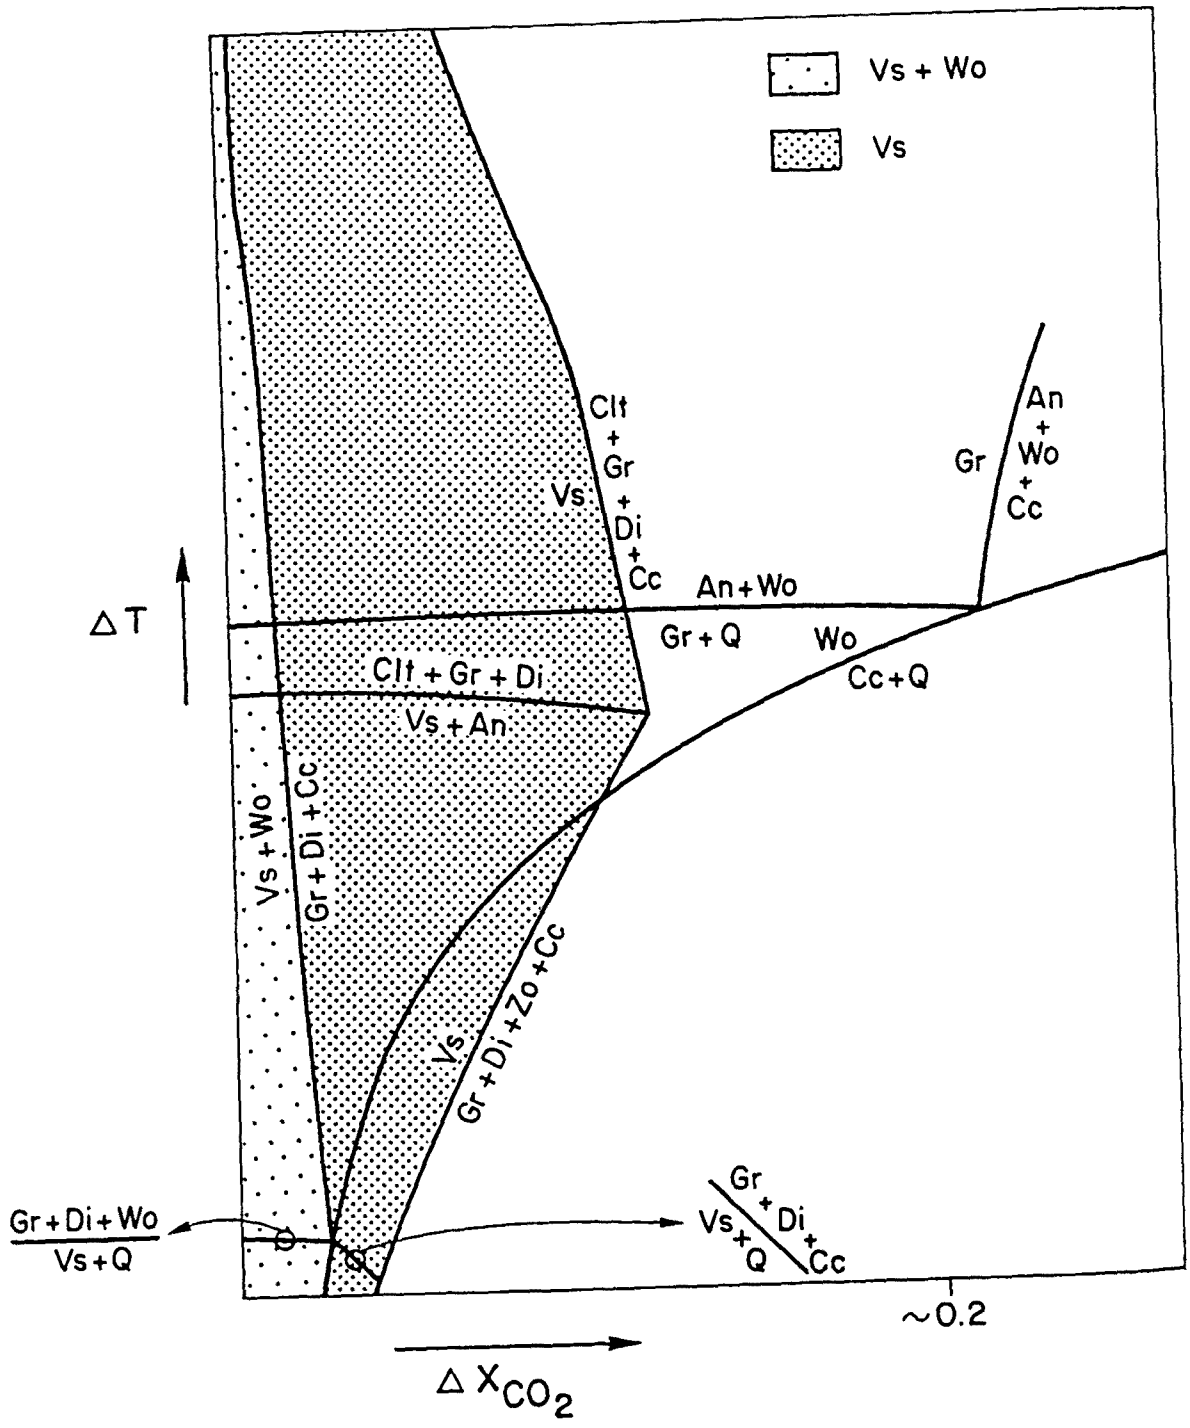 Vs + Wo
Vs
Clt
+
Gr
+
Di
+
Cc
Vs
An
+
Wo
+
Cc
Gr
An+Wo
Gr + Q
Wo
Cc+Q
Δ T
Clt + Gr + Di
Vs + An
Vs + Wo
Gr + Di + Cc
Vs
Gr + Di + Zo + Cc
Gr+Di+Wo
Vs+Q
Gr + Di + Cc
Vs + Q
~0.2
Δ XCO2